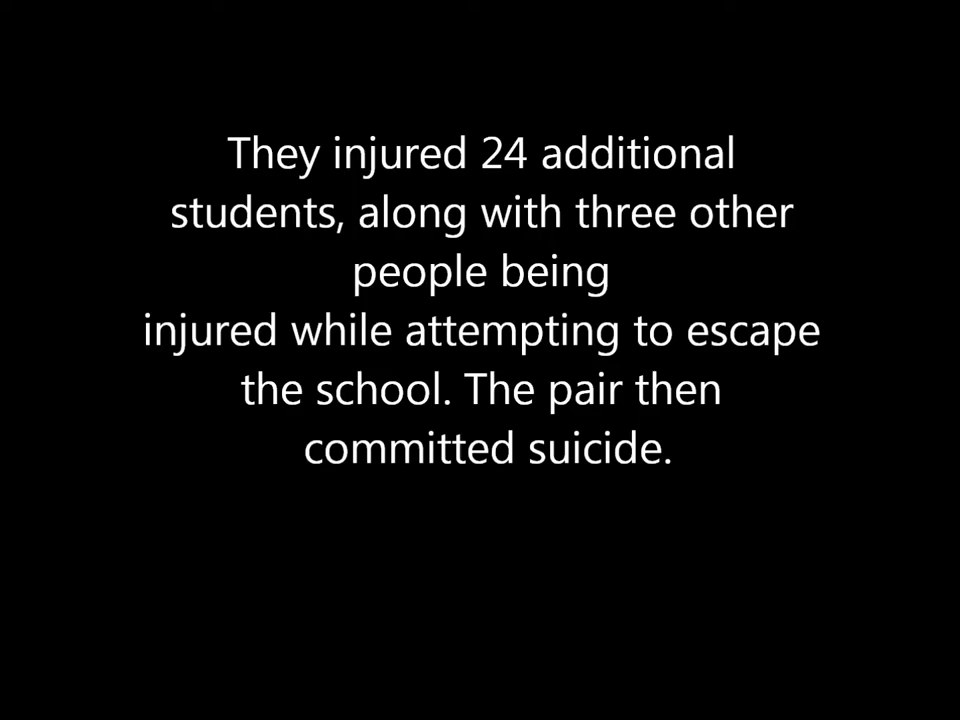 They injured 24 additional
students, along with three other
people being
injured while attempting to escape
the school. The pair then
committed suicide.